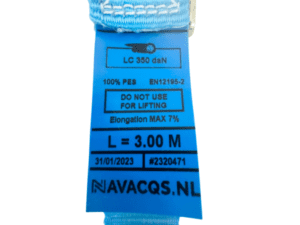 LC 350 daN
100% PES EN12195-2
DO NOT USE
FOR LIFTING
Elongation MAX 7%
L = 3.00 M
31/01/2023 #2320471
NAVACQS.NL